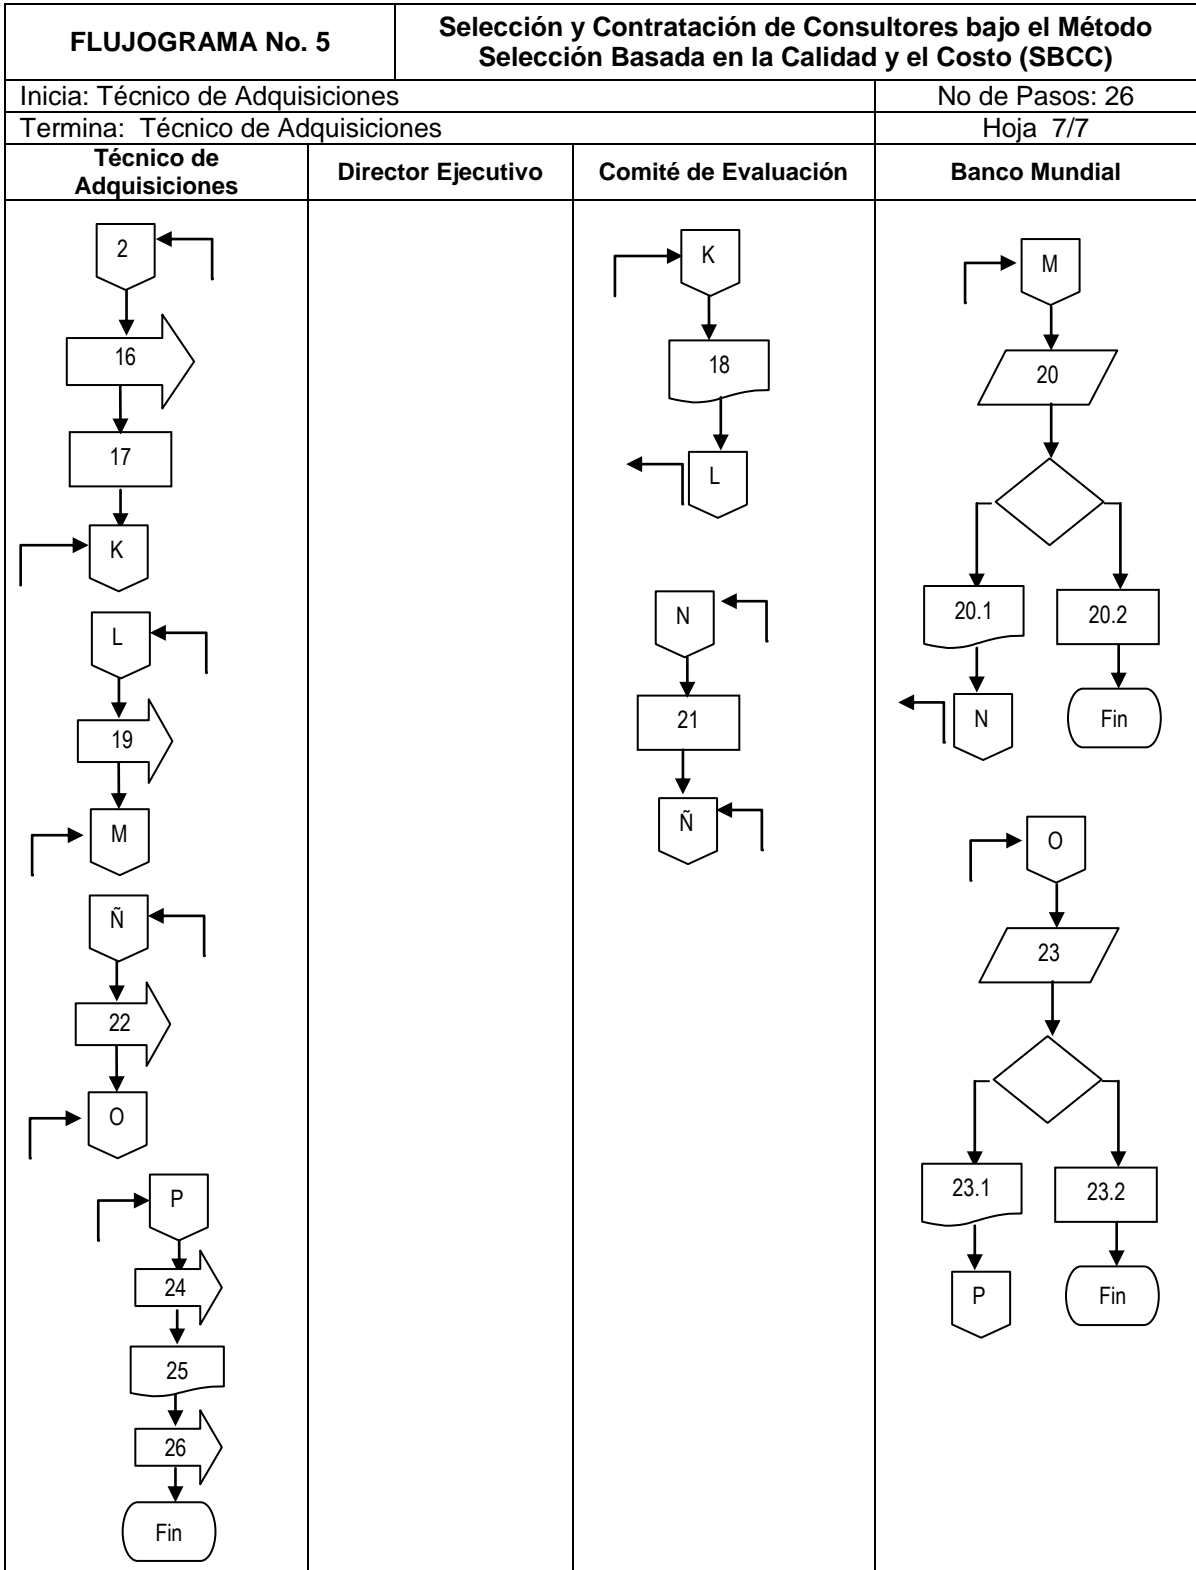 FLUJOGRAMA No. 5
Selección y Contratación de Consultores bajo el Método
Selección Basada en la Calidad y el Costo (SBCC)
Inicia: Técnico de Adquisiciones
No de Pasos: 26
Termina: Técnico de Adquisiciones
Hoja 7/7
Técnico de
Adquisiciones
Director Ejecutivo
Comité de Evaluación
Banco Mundial
2
16
17
K
L
19
M
Ñ
22
O
P
24
25
26
Fin
K
18
L
N
21
Ñ
M
20
20.1
20.2
N
Fin
O
23
23.1
23.2
P
Fin